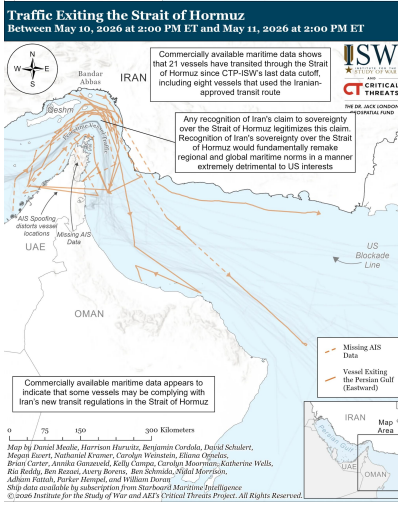 Traffic Exiting the Strait of Hormuz
Between May 10, 2026 at 2:00 PM ET and May 11, 2026 at 2:00 PM ET
N
W
E
S
Bandar
Abbas
IRAN
Commercially available maritime data shows
that 21 vessels have transited through the Strait
of Hormuz since CTP-ISW's last data cutoff,
including eight vessels that used the Iranian-
approved transit route
ISW
INSTITUTE FOR THE
STUDY OF WAR
AND
CT CRITICAL
THREATS
THE DR. JACK LONDON
GEOSPATIAL FUND
Qeshm
Any recognition of Iran's claim to sovereignty
over the Strait of Hormuz legitimizes this claim.
Recognition of Iran's sovereignty over the Strait
of Hormuz would fundamentally remake
regional and global maritime norms in a manner
extremely detrimental to US interests
AIS Spoofing
distorts vessel
locations
Missing AIS
Data
UAE
US
Blockade
Line
OMAN
Missing AIS
Data
Vessel Exiting
the Persian Gulf
(Eastward)
Commercially available maritime data appears to
indicate that some vessels may be complying with
Iran's new transit regulations in the Strait of Hormuz
0 75 150 300 Kilometers
IRAN
Map
Area
Persian Gulf
UAE
OMAN
Map by Daniel Mealie, Harrison Hurwitz, Benjamin Cordola, David Schulert,
Megan Ewert, Nathaniel Kramer, Carolyn Weinstein, Eliana Ornelas,
Brian Carter, Annika Ganzeveld, Kelly Campa, Carolyn Moorman, Katherine Wells,
Ria Reddy, Ben Rezaei, Avery Borens, Ben Schmida, Nidal Morrison,
Adham Fattah, Parker Hempel, and William Doran
Ship data available by subscription from Starboard Maritime Intelligence
© 2026 Institute for the Study of War and AEI's Critical Threats Project. All Rights Reserved.